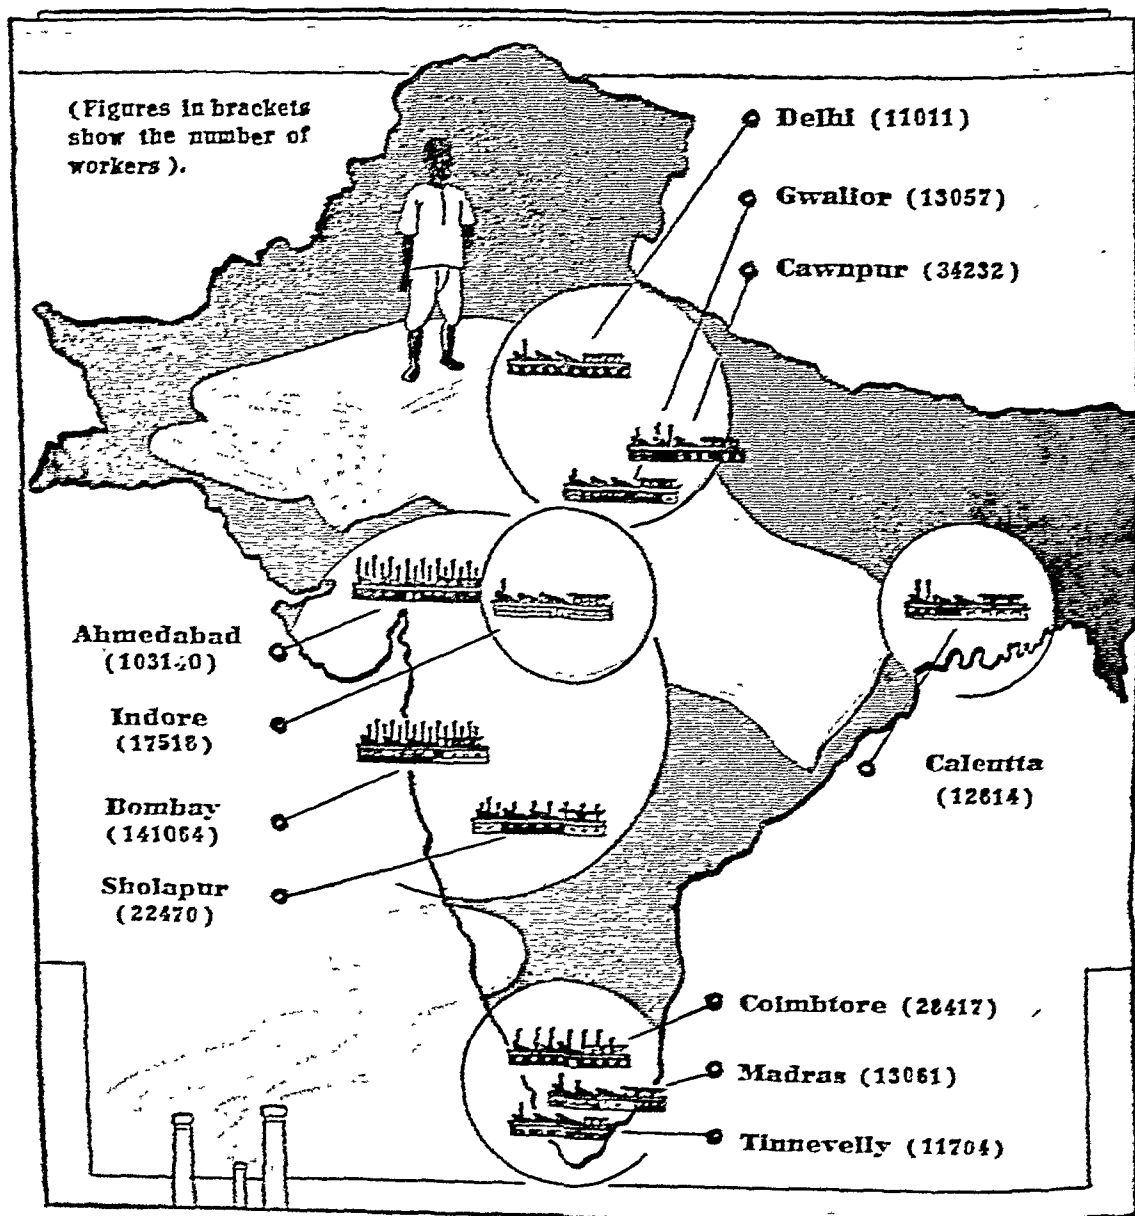 (Figures in brackets
show the number of
workers).
Delhi (11011)
Gwalior (13057)
Cawnpur (34232)
Ahmedabad
Indore
(17518)
Bombay
(141064)
Sholapur
(22470)
Calcutta
(12614)
Coimbtore (28417)
Madras (13061)
Tinnevelly (11704)